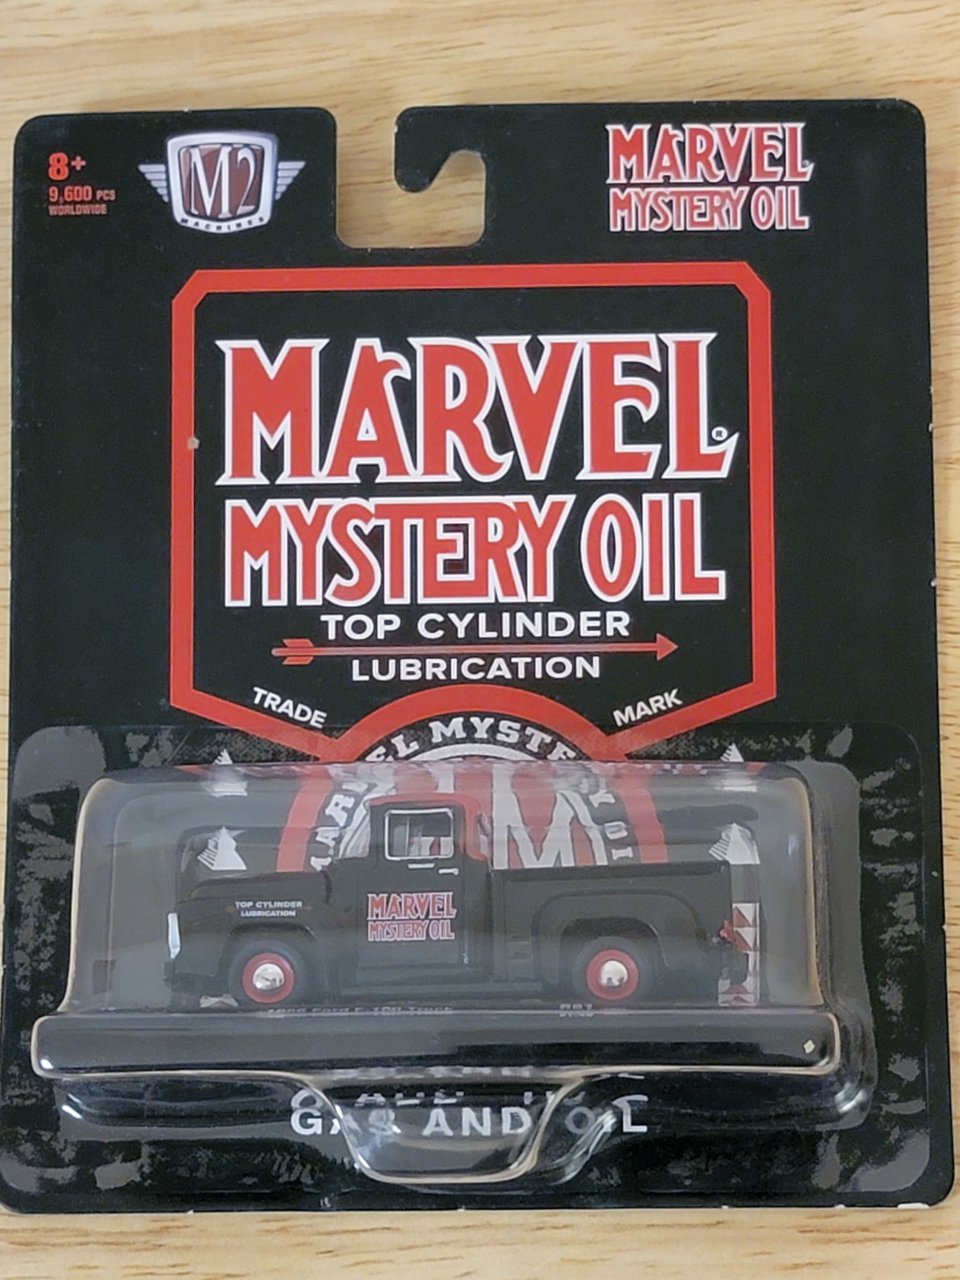 8+
9,600 PCS
WORLDWIDE
M2
MACHINES
MARVEL
MYSTERY OIL
MARVEL®
MYSTERY OIL
TOP CYLINDER
LUBRICATION
TRADE MARK
TOP CYLINDER
LUBRICATION
MARVEL
MYSTERY OIL
GAS AND OIL